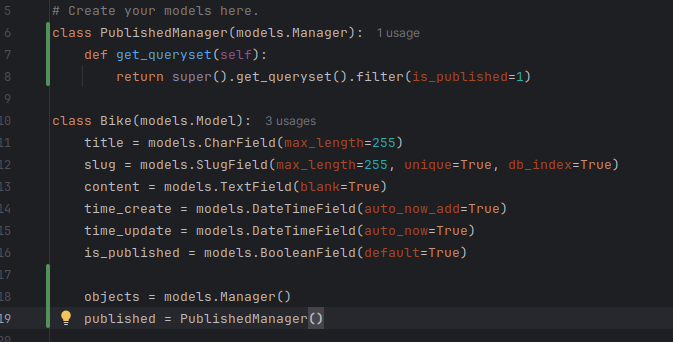 5 # Create your models here.
6 class PublishedManager(models.Manager): 1 usage
7     def get_queryset(self):
8         return super().get_queryset().filter(is_published=1)
9
10 class Bike(models.Model): 3 usages
11     title = models.CharField(max_length=255)
12     slug = models.SlugField(max_length=255, unique=True, db_index=True)
13     content = models.TextField(blank=True)
14     time_create = models.DateTimeField(auto_now_add=True)
15     time_update = models.DateTimeField(auto_now=True)
16     is_published = models.BooleanField(default=True)
17
18     objects = models.Manager()
19     published = PublishedManager()
20